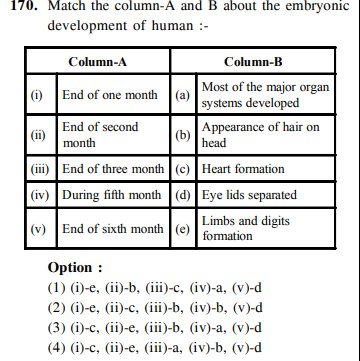 170. Match the column-A and B about the embryonic
development of human :-
Column-A Column-B
(i) End of one month (a) Most of the major organ
systems developed
(ii) End of second
month (b) Appearance of hair on
head
(iii) End of three month (c) Heart formation
(iv) During fifth month (d) Eye lids separated
(v) End of sixth month (e) Limbs and digits
formation
Option :
(1) (i)-e, (ii)-b, (iii)-c, (iv)-a, (v)-d
(2) (i)-e, (ii)-c, (iii)-b, (iv)-b, (v)-d
(3) (i)-c, (ii)-e, (iii)-b, (iv)-a, (v)-d
(4) (i)-c, (ii)-e, (iii)-a, (iv)-b, (v)-d